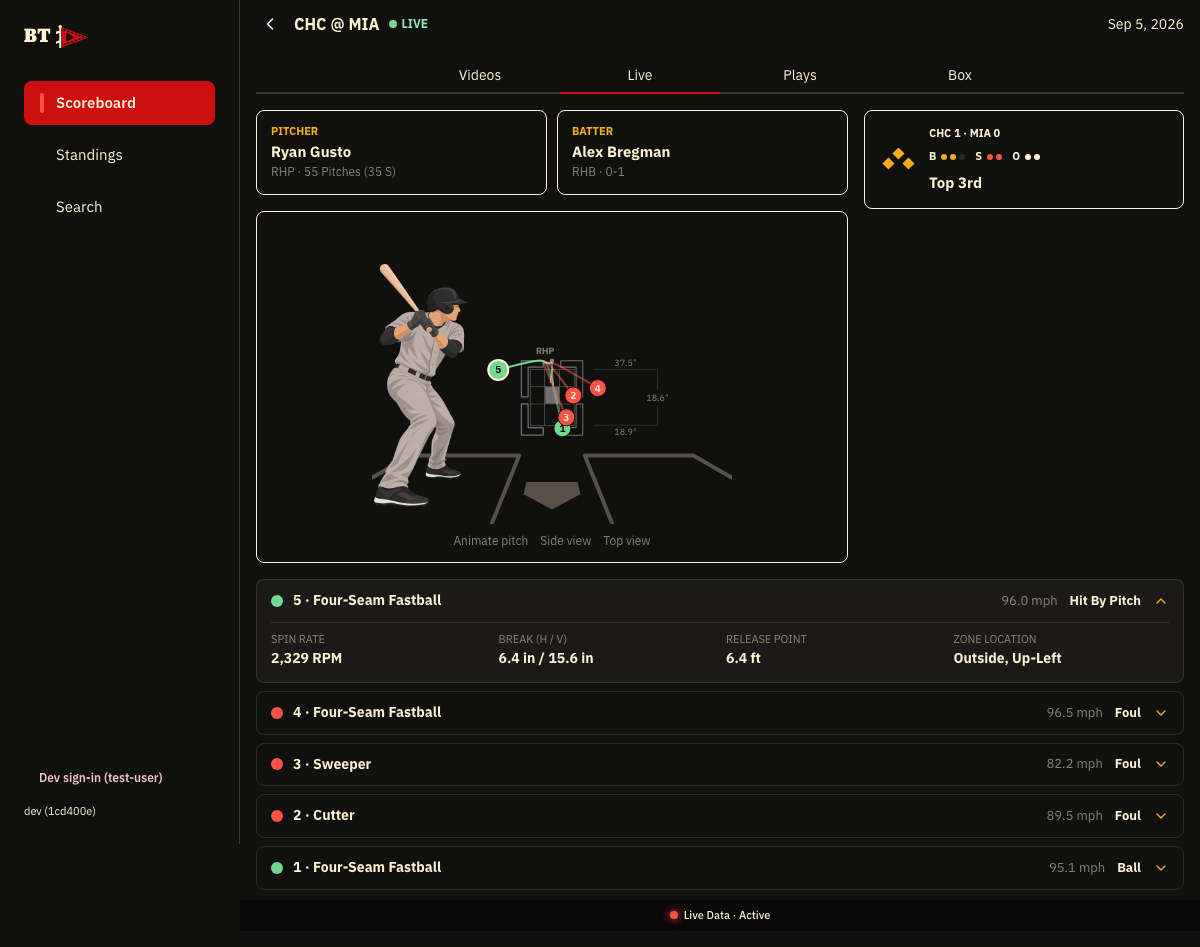 BT
CHC @ MIA
LIVE
Sep 5, 2026
Scoreboard
Standings
Search
Videos
Live
Plays
Box
PITCHER
Ryan Gusto
RHP · 55 Pitches (35 S)
BATTER
Alex Bregman
RHB · 0-1
CHC 1 · MIA 0
B S O
Top 3rd
RHP
5
37.5"
4
2
18.6"
3
1
18.9"
Animate pitch Side view Top view
5 · Four-Seam Fastball 96.0 mph Hit By Pitch
SPIN RATE BREAK (H / V) RELEASE POINT ZONE LOCATION
2,329 RPM 6.4 in / 15.6 in 6.4 ft Outside, Up-Left
4 · Four-Seam Fastball 96.5 mph Foul
3 · Sweeper 82.2 mph Foul
2 · Cutter 89.5 mph Foul
1 · Four-Seam Fastball 95.1 mph Ball
Dev sign-in (test-user)
dev (1cd400e)
Live Data · Active